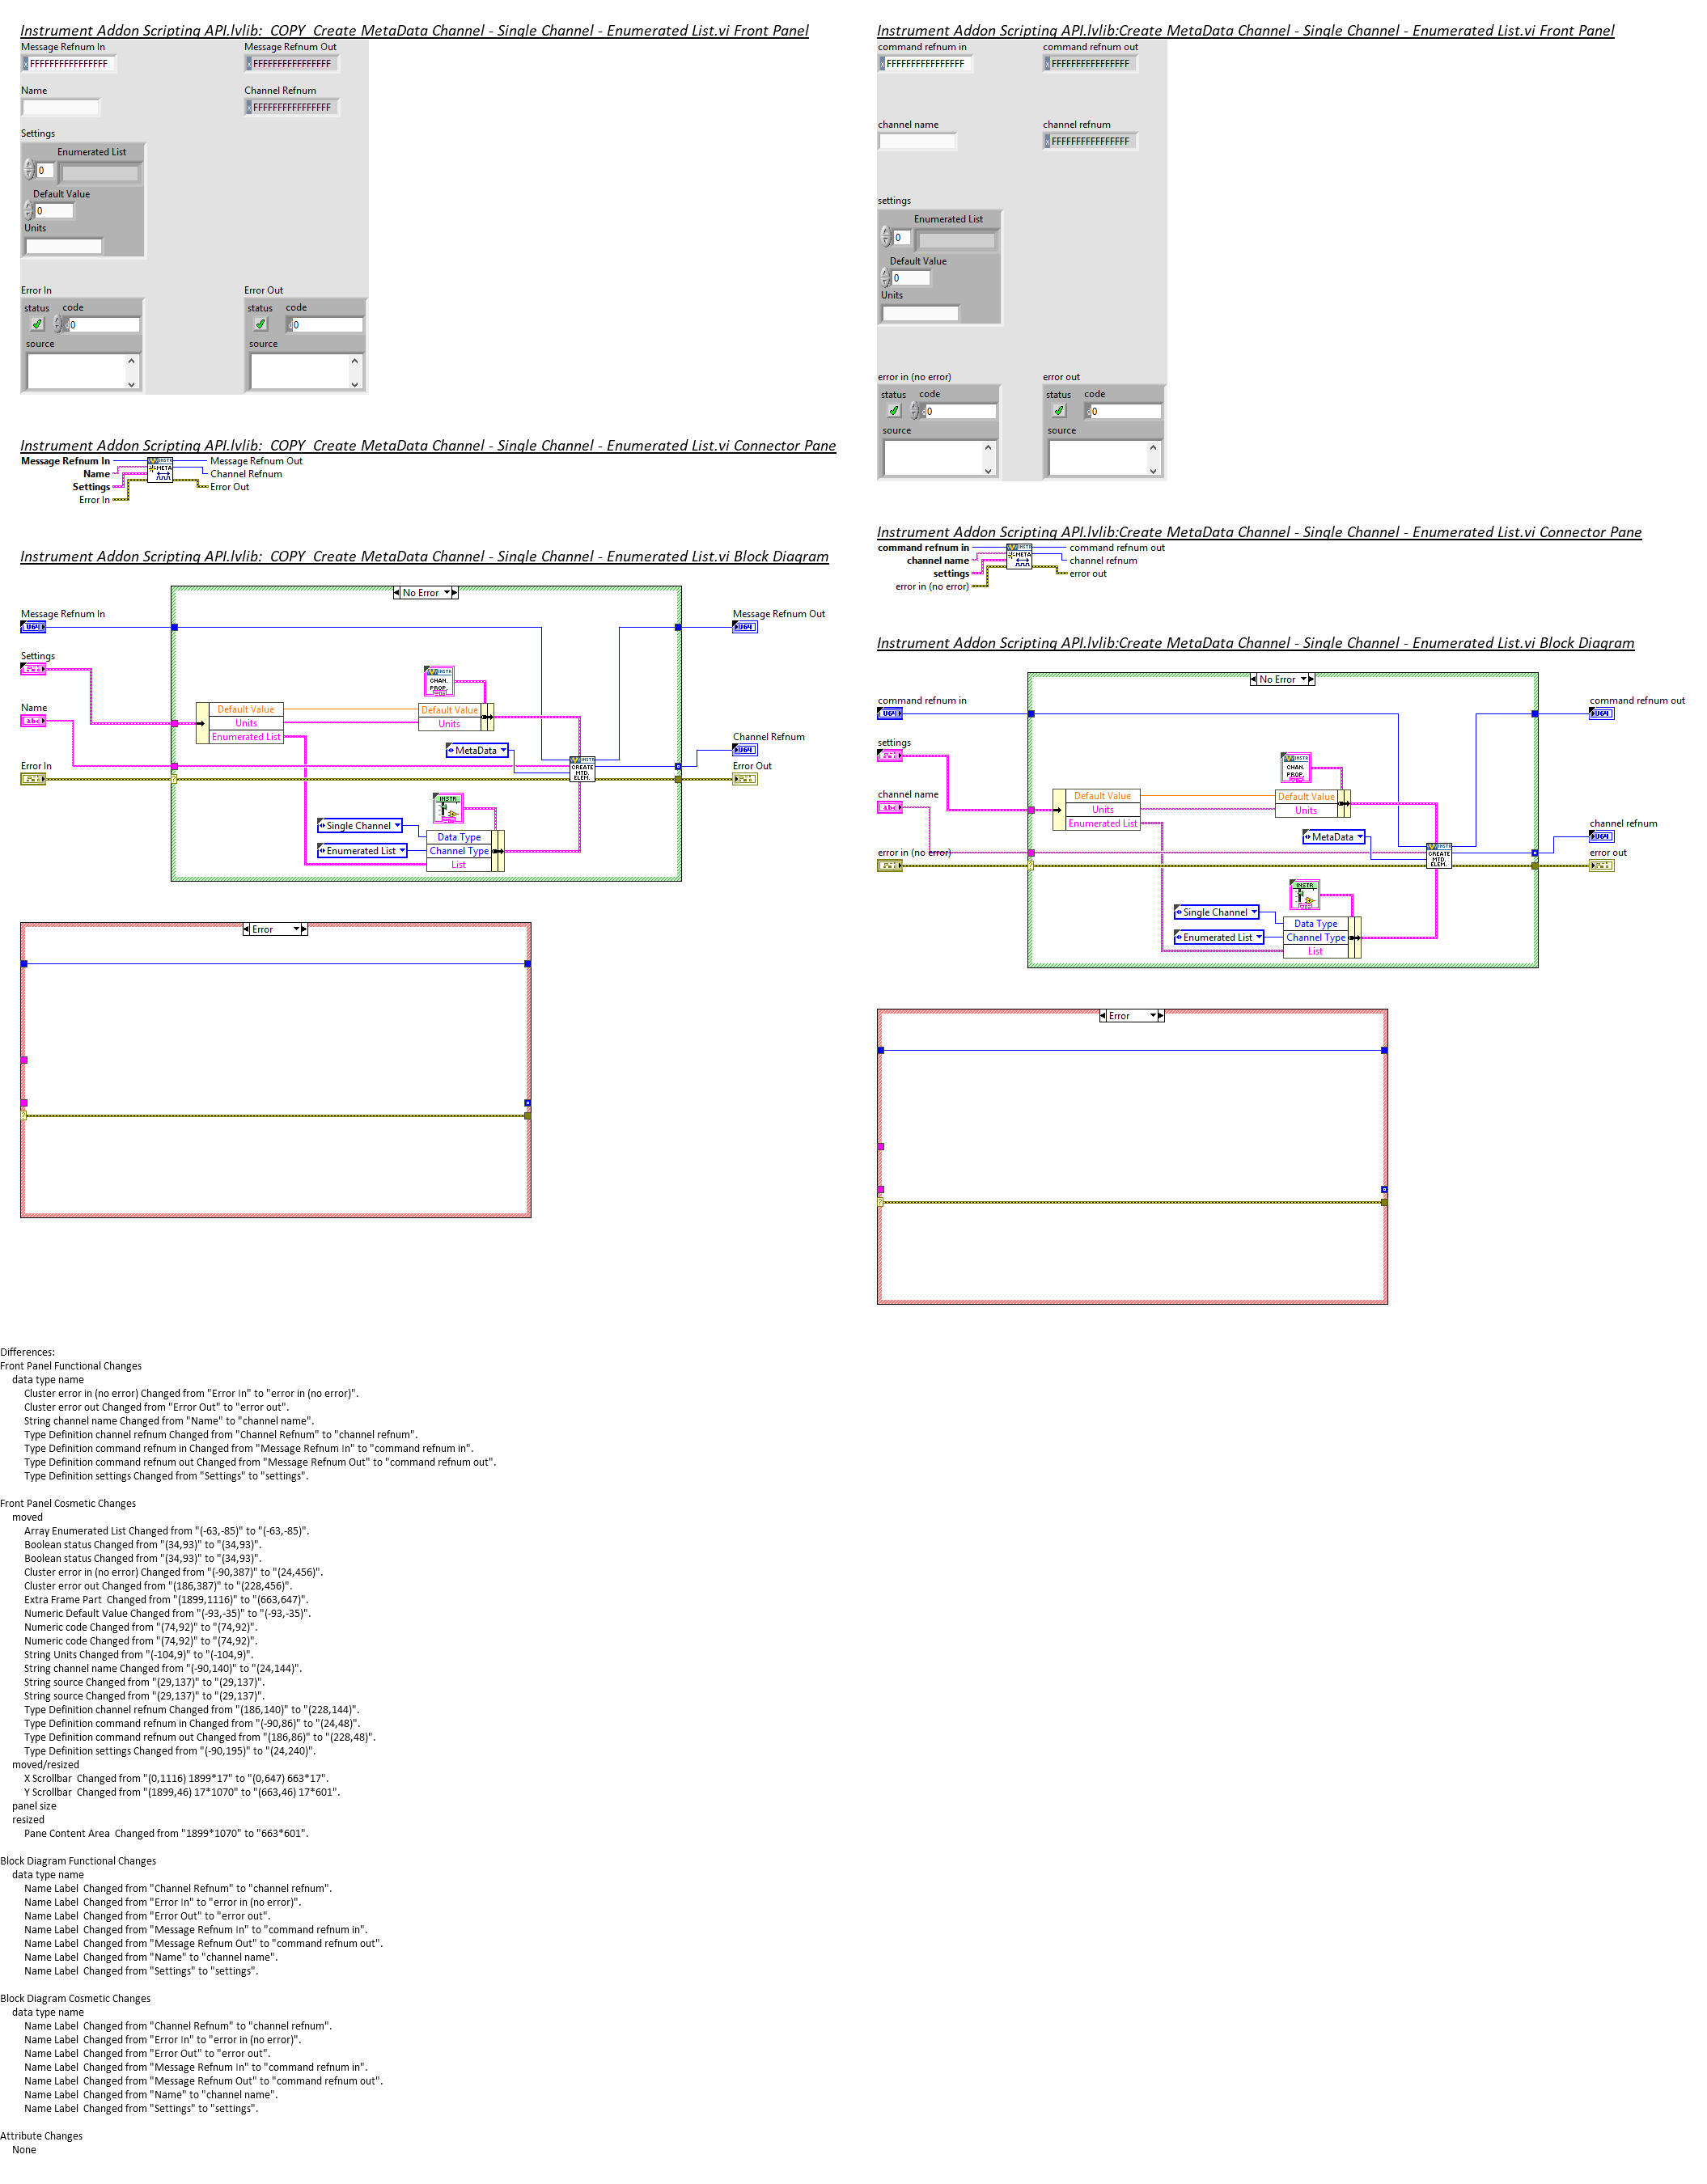 Instrument Addon Scripting API.lvlib:  COPY  Create MetaData Channel - Single Channel - Enumerated List.vi Front Panel
Message Refnum In
Message Refnum Out
x FFFFFFFFFFFFFFFF
x FFFFFFFFFFFFFFFF
Name
Channel Refnum
x FFFFFFFFFFFFFFFF
Settings
Enumerated List
0
Default Value
0
Units
Error In
Error Out
status code
status code
d0
d0
source
source
Instrument Addon Scripting API.lvlib:  COPY  Create MetaData Channel - Single Channel - Enumerated List.vi Connector Pane
Message Refnum In
Message Refnum Out
Name
Channel Refnum
Settings
Error Out
Error In
META
Instrument Addon Scripting API.lvlib:  COPY  Create MetaData Channel - Single Channel - Enumerated List.vi Block Diagram
No Error
Message Refnum In
Message Refnum Out
U64
U64
Settings
INSTR
CHAN.
PROP.
Name
abc
Default Value
Units
Enumerated List
Default Value
Units
MetaData
Channel Refnum
U64
Error In
Error Out
INSTR
CREATE
MTD.
ELEM.
INSTR
Single Channel
Enumerated List
Data Type
Channel Type
List
Error
Instrument Addon Scripting API.lvlib:Create MetaData Channel - Single Channel - Enumerated List.vi Front Panel
command refnum in
command refnum out
x FFFFFFFFFFFFFFFF
x FFFFFFFFFFFFFFFF
channel name
channel refnum
x FFFFFFFFFFFFFFFF
settings
Enumerated List
0
Default Value
0
Units
error in (no error)
error out
status code
status code
d0
d0
source
source
Instrument Addon Scripting API.lvlib:Create MetaData Channel - Single Channel - Enumerated List.vi Connector Pane
command refnum in
command refnum out
channel name
channel refnum
settings
error out
error in (no error)
META
Instrument Addon Scripting API.lvlib:Create MetaData Channel - Single Channel - Enumerated List.vi Block Diagram
No Error
command refnum in
command refnum out
U64
U64
settings
INSTR
CHAN.
PROP.
channel name
abc
Default Value
Units
Enumerated List
Default Value
Units
MetaData
channel refnum
U64
error in (no error)
error out
INSTR
CREATE
MTD.
ELEM.
INSTR
Single Channel
Enumerated List
Data Type
Channel Type
List
Error
Differences:
Front Panel Functional Changes
data type name
Cluster error in (no error) Changed from "Error In" to "error in (no error)".
Cluster error out Changed from "Error Out" to "error out".
String channel name Changed from "Name" to "channel name".
Type Definition channel refnum Changed from "Channel Refnum" to "channel refnum".
Type Definition command refnum in Changed from "Message Refnum In" to "command refnum in".
Type Definition command refnum out Changed from "Message Refnum Out" to "command refnum out".
Type Definition settings Changed from "Settings" to "settings".
Front Panel Cosmetic Changes
moved
Array Enumerated List Changed from "(-63,-85)" to "(-63,-85)".
Boolean status Changed from "(34,93)" to "(34,93)".
Boolean status Changed from "(34,93)" to "(34,93)".
Cluster error in (no error) Changed from "(-90,387)" to "(24,456)".
Cluster error out Changed from "(186,387)" to "(228,456)".
Extra Frame Part  Changed from "(1899,1116)" to "(663,647)".
Numeric Default Value Changed from "(-93,-35)" to "(-93,-35)".
Numeric code Changed from "(74,92)" to "(74,92)".
Numeric code Changed from "(74,92)" to "(74,92)".
String Units Changed from "(-104,9)" to "(-104,9)".
String channel name Changed from "(-90,140)" to "(24,144)".
String source Changed from "(29,137)" to "(29,137)".
String source Changed from "(29,137)" to "(29,137)".
Type Definition channel refnum Changed from "(186,140)" to "(228,144)".
Type Definition command refnum in Changed from "(-90,86)" to "(24,48)".
Type Definition command refnum out Changed from "(186,86)" to "(228,48)".
Type Definition settings Changed from "(-90,195)" to "(24,240)".
moved/resized
X Scrollbar  Changed from "(0,1116) 1899*17" to "(0,647) 663*17".
Y Scrollbar  Changed from "(1899,46) 17*1070" to "(663,46) 17*601".
panel size
resized
Pane Content Area  Changed from "1899*1070" to "663*601".
Block Diagram Functional Changes
data type name
Name Label  Changed from "Channel Refnum" to "channel refnum".
Name Label  Changed from "Error In" to "error in (no error)".
Name Label  Changed from "Error Out" to "error out".
Name Label  Changed from "Message Refnum In" to "command refnum in".
Name Label  Changed from "Message Refnum Out" to "command refnum out".
Name Label  Changed from "Name" to "channel name".
Name Label  Changed from "Settings" to "settings".
Block Diagram Cosmetic Changes
data type name
Name Label  Changed from "Channel Refnum" to "channel refnum".
Name Label  Changed from "Error In" to "error in (no error)".
Name Label  Changed from "Error Out" to "error out".
Name Label  Changed from "Message Refnum In" to "command refnum in".
Name Label  Changed from "Message Refnum Out" to "command refnum out".
Name Label  Changed from "Name" to "channel name".
Name Label  Changed from "Settings" to "settings".
Attribute Changes
None